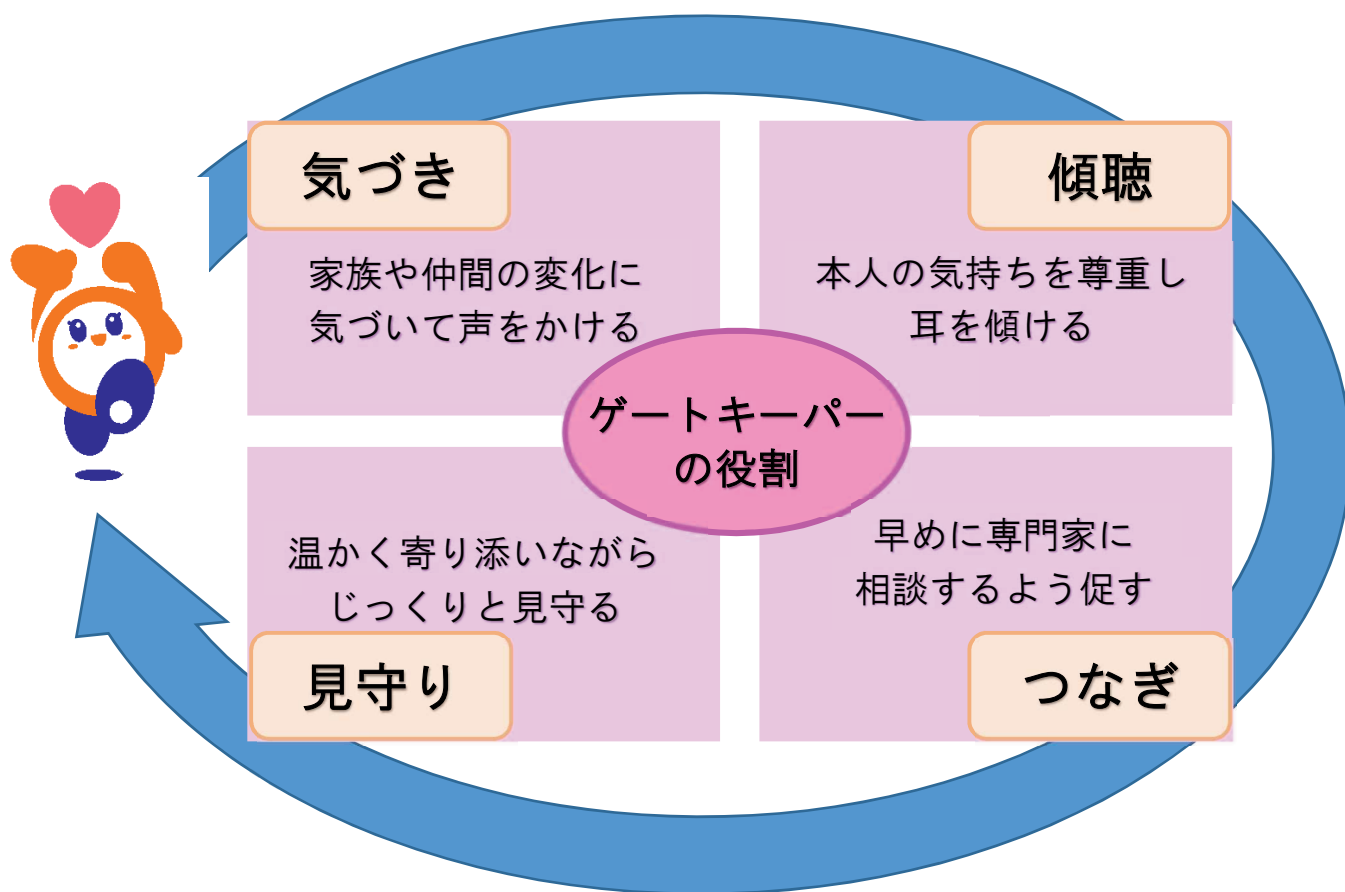 気づき
家族や仲間の変化に
気づいて声をかける
傾聴
本人の気持ちを尊重し
耳を傾ける
ゲートキーパー
の役割
早めに専門家に
相談するよう促す
つなぎ
温かく寄り添いながら
じっくりと見守る
見守り